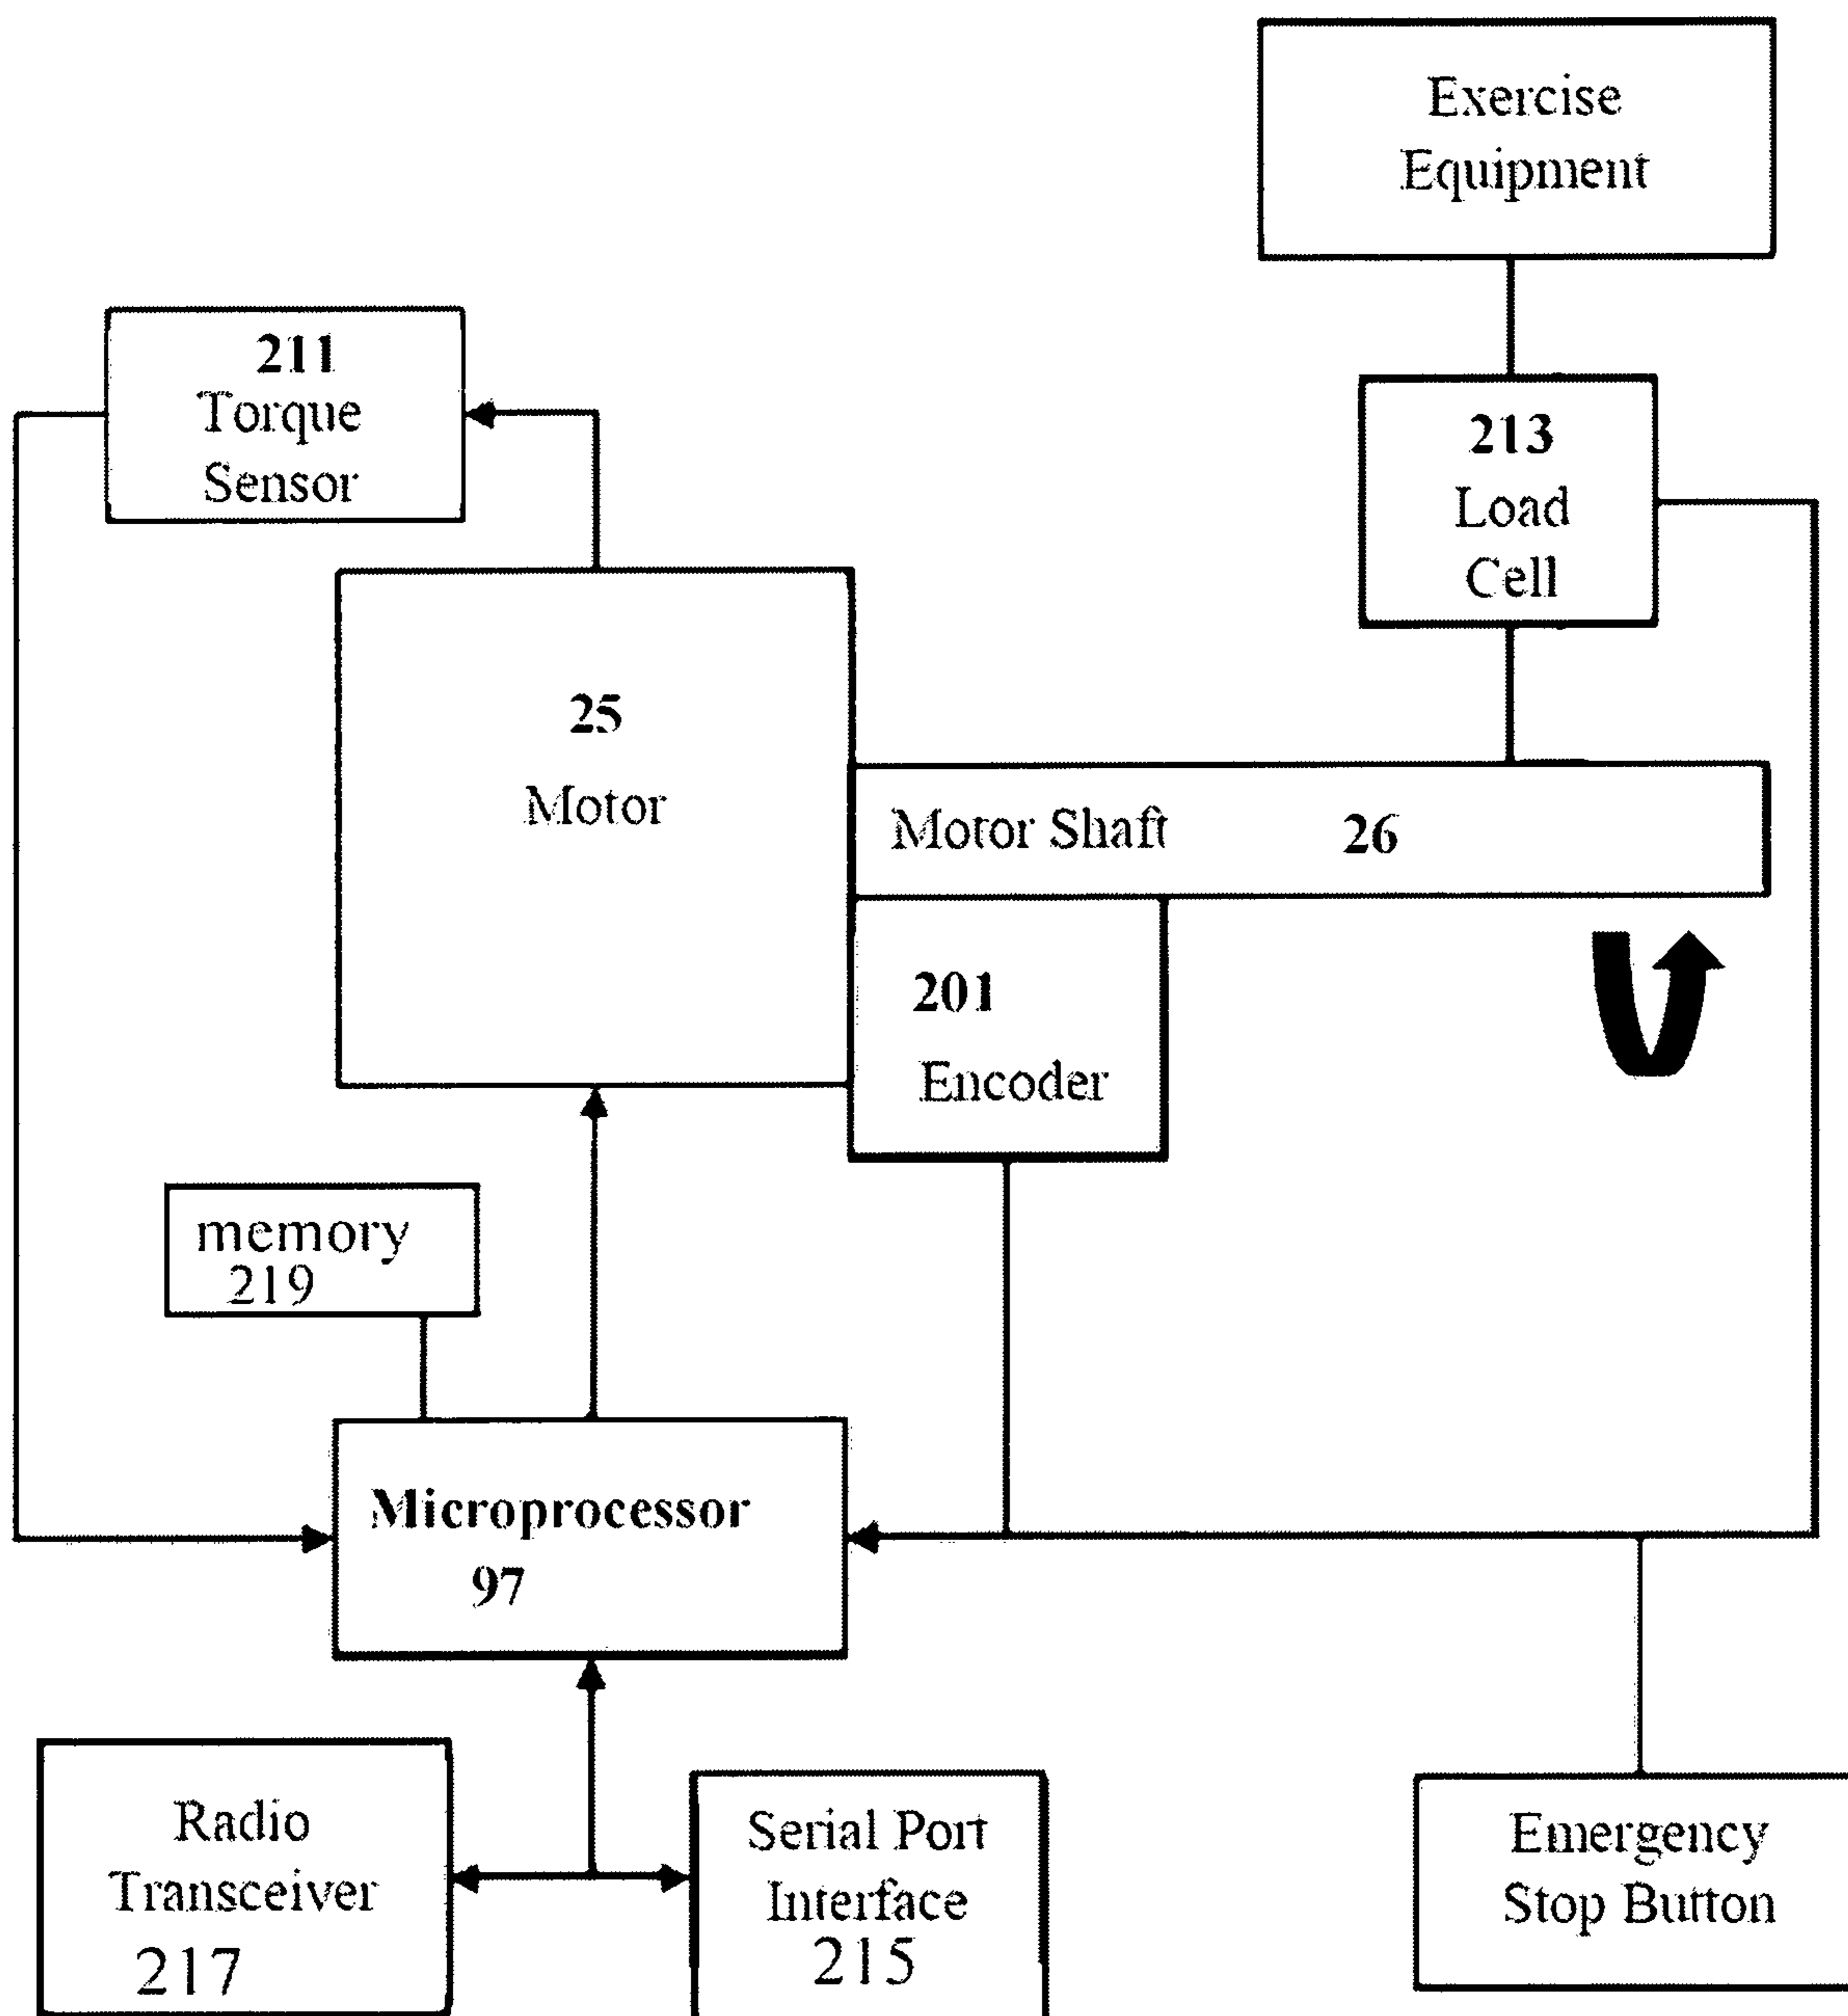 Exercise
Equipment
211
Torque
Sensor
213
Load
Cell
25
Motor
Motor Shaft 26
201
Encoder
memory
219
Microprocessor
97
Radio
Transceiver
217
Serial Port
Interface
215
Emergency
Stop Button